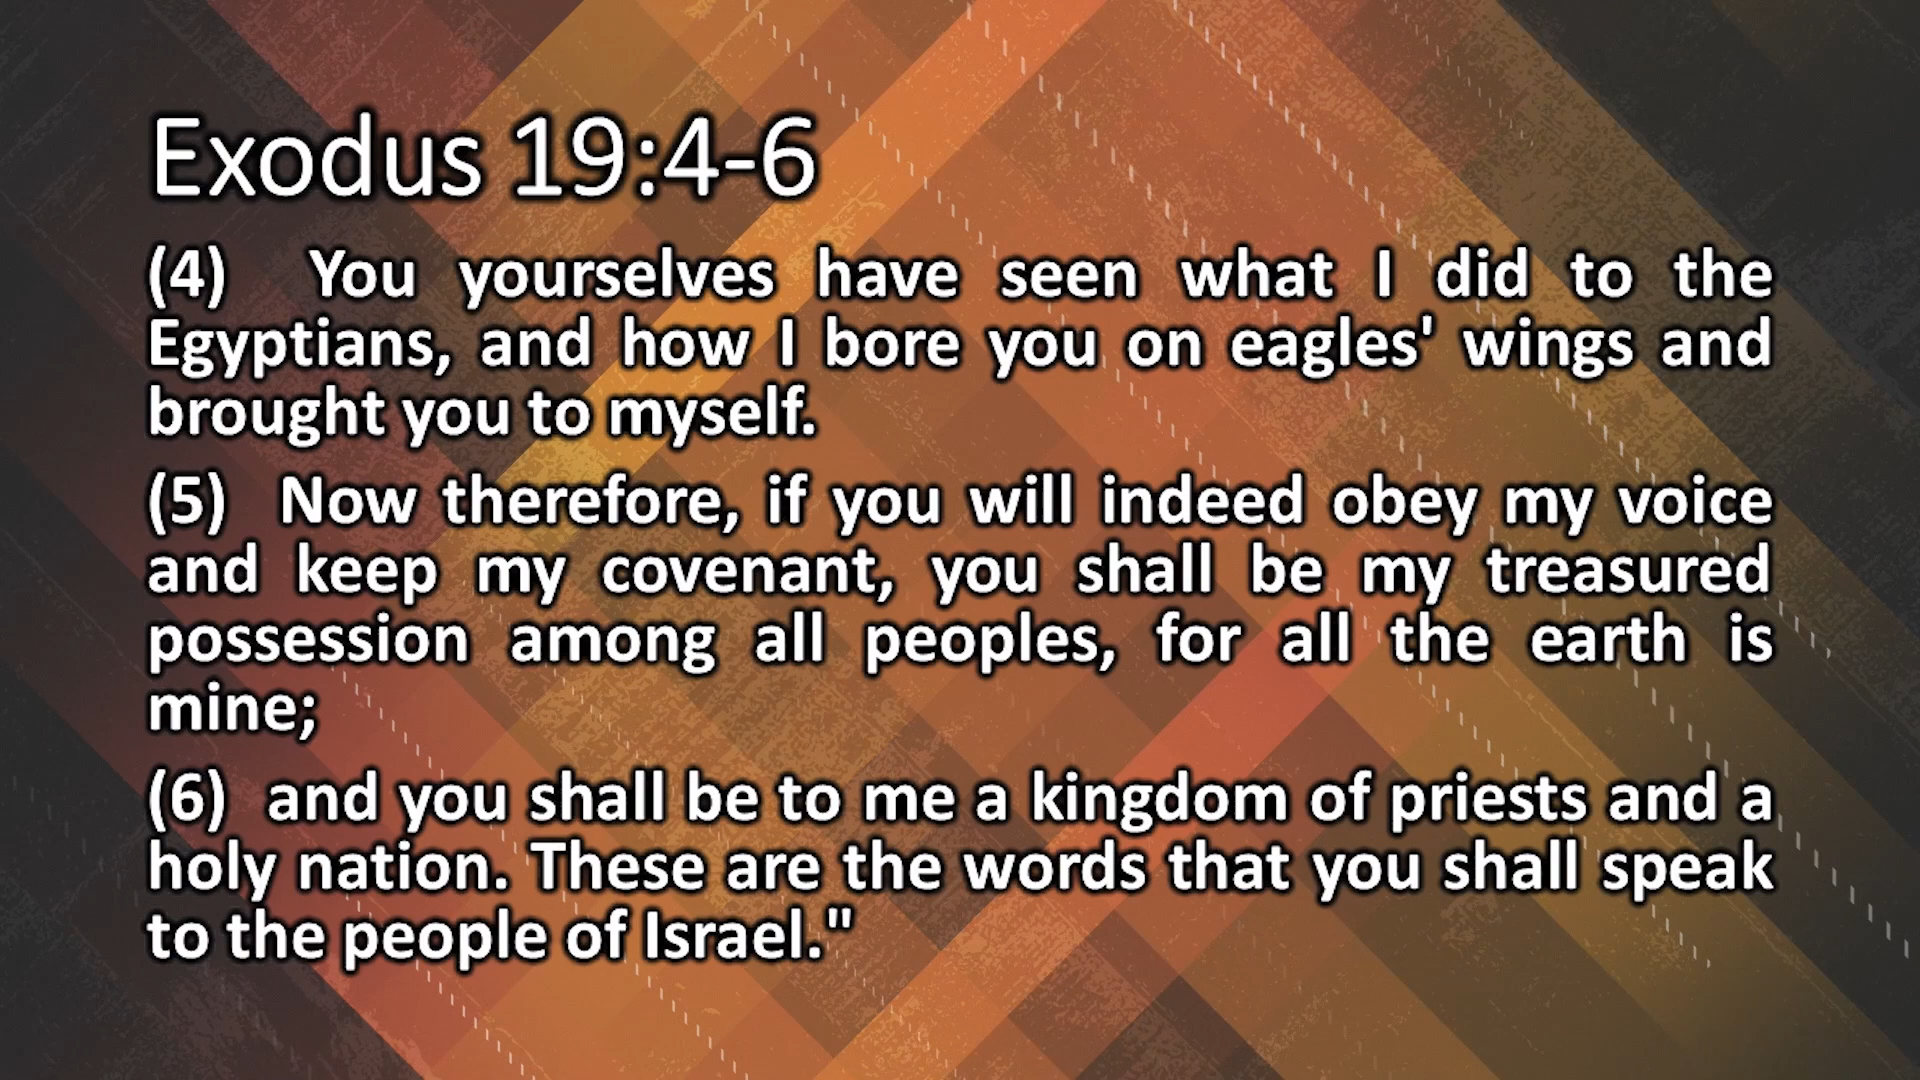 Exodus 19:4-6
(4) You yourselves have seen what I did to the
Egyptians, and how I bore you on eagles' wings and
brought you to myself.
(5) Now therefore, if you will indeed obey my voice
and keep my covenant, you shall be my treasured
possession among all peoples, for all the earth is
mine;
(6) and you shall be to me a kingdom of priests and a
holy nation. These are the words that you shall speak
to the people of Israel."